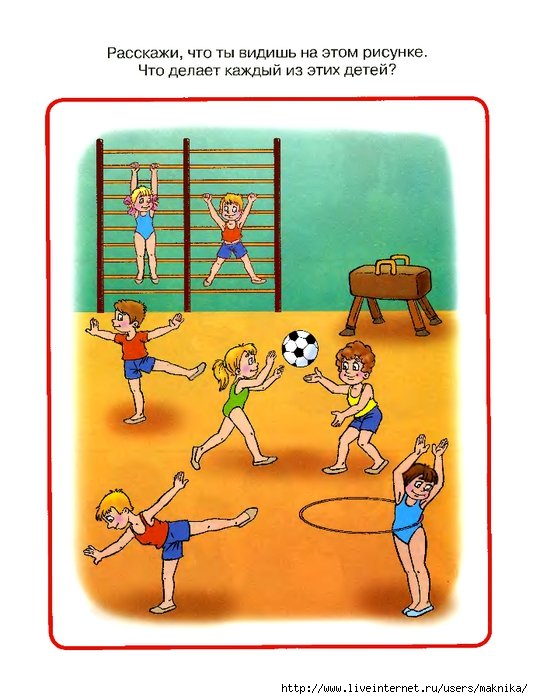 Расскажи, что ты видишь на этом рисунке.
Что делает каждый из этих детей?
http://www.liveinternet.ru/users/maknika/